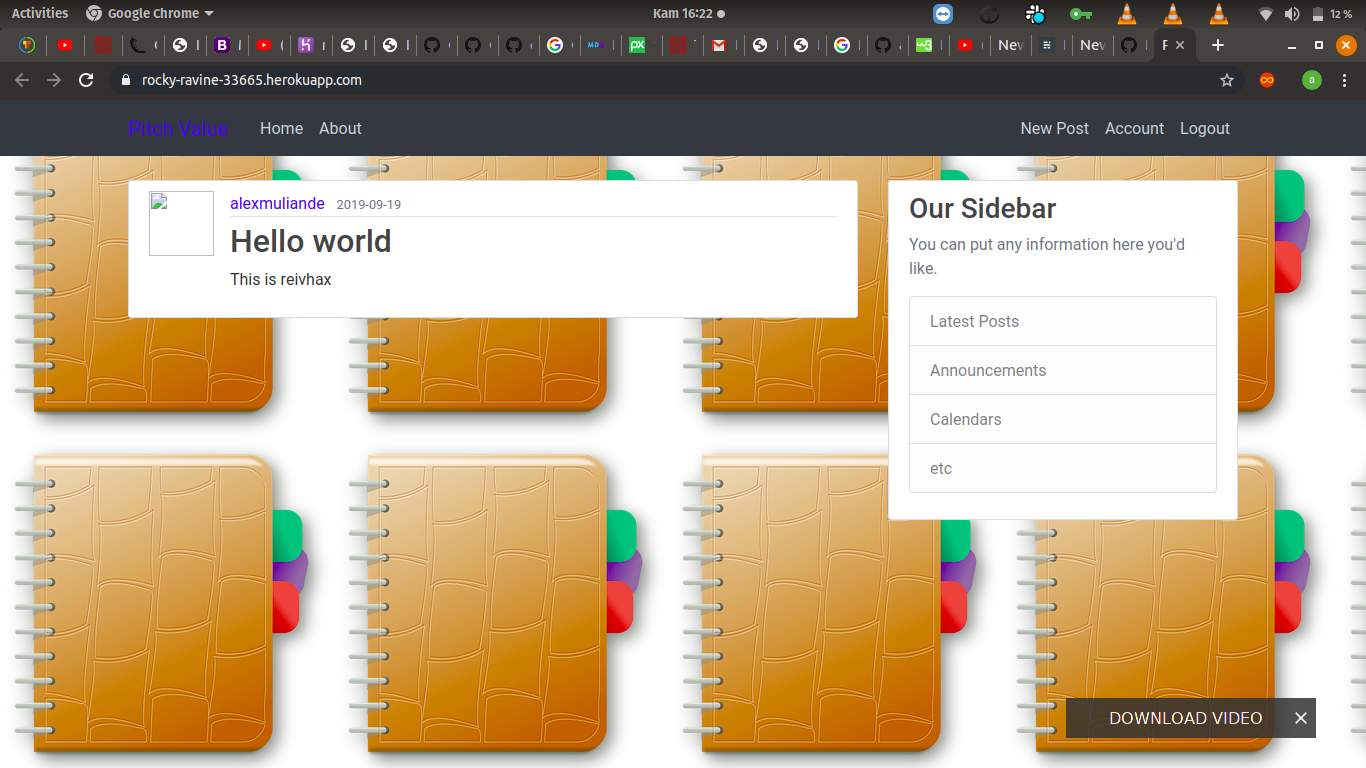 Activities Google Chrome Kam 16:22 12 %
New New P
rocky-ravine-33665.herokuapp.com a
Pitch Value Home About New Post Account Logout
alexmuliande 2019-09-19
Hello world
This is reivhax
Our Sidebar
You can put any information here you'd
like.
Latest Posts
Announcements
Calendars
etc
DOWNLOAD VIDEO